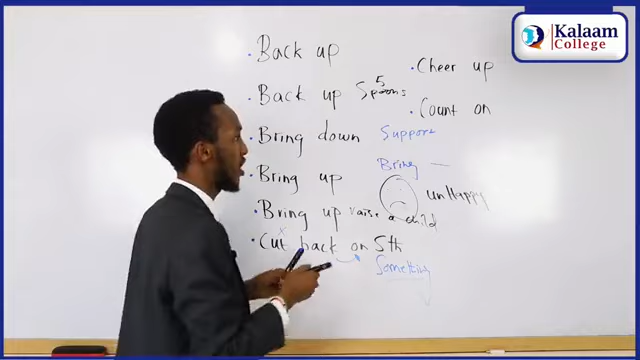 Kalaam
College
Back up
Cheer up
Back up
5
Count on
Bring down Support
Bring —
Bring up
unHappy
Bring up raise a child
x
Cut back on Sth
Something